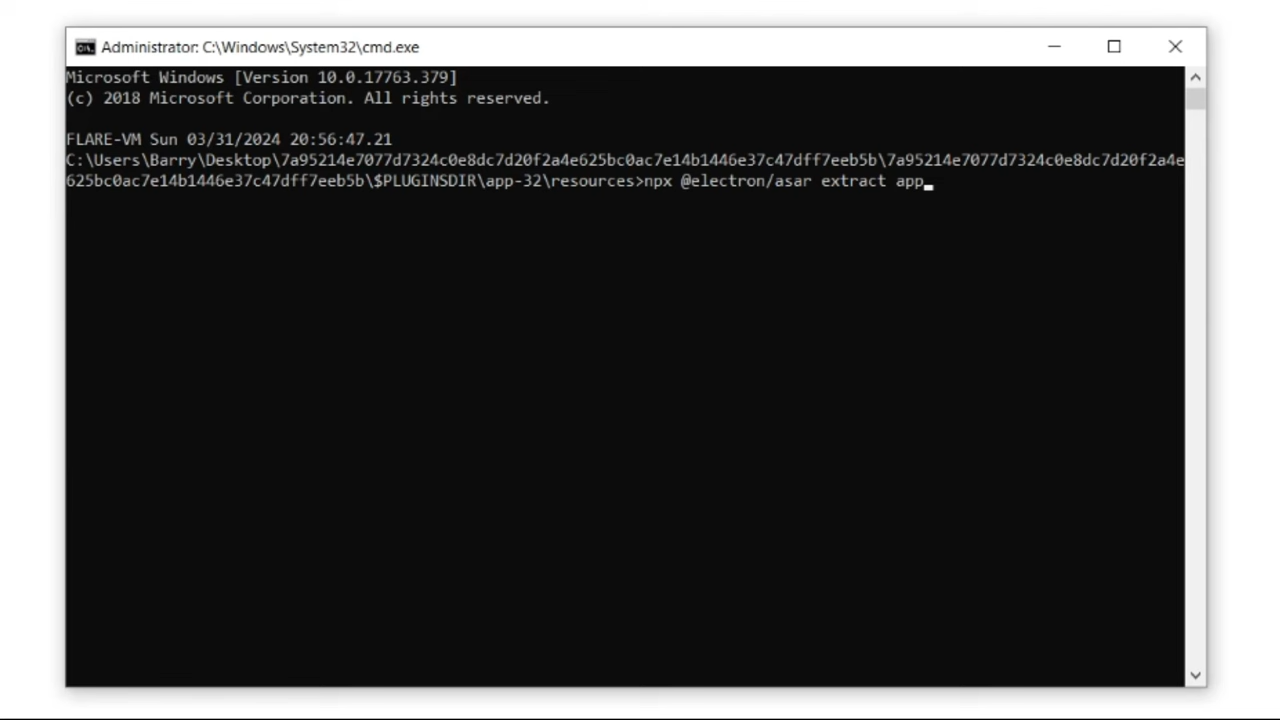 Administrator: C:\Windows\System32\cmd.exe
Microsoft Windows [Version 10.0.17763.379]
(c) 2018 Microsoft Corporation. All rights reserved.
FLARE-VM Sun 03/31/2024 20:56:47.21
C:\Users\Barry\Desktop\7a95214e7077d7324c0e8dc7d20f2a4e625bc0ac7e14b1446e37c47dff7eeb5b\7a95214e7077d7324c0e8dc7d20f2a4e
625bc0ac7e14b1446e37c47dff7eeb5b\$PLUGINSDIR\app-32\resources>npx @electron/asar extract app